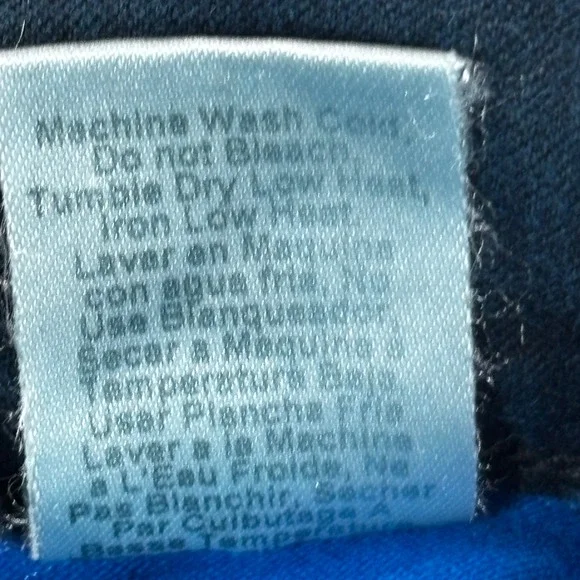 Machine Wash Cold,
Do not Bleach,
Tumble Dry Low Heat,
Iron Low Heat
Lavar en Maquina
con agua fria, No
Use Blanqueador,
Secar a Maquina a
Temperatura Baja
Usar Plancha Fria
Laver a la Machine
a L'Eau Froide, Ne
Pas Blanchir, Secher
Par Culbutage A
Basse Temperature